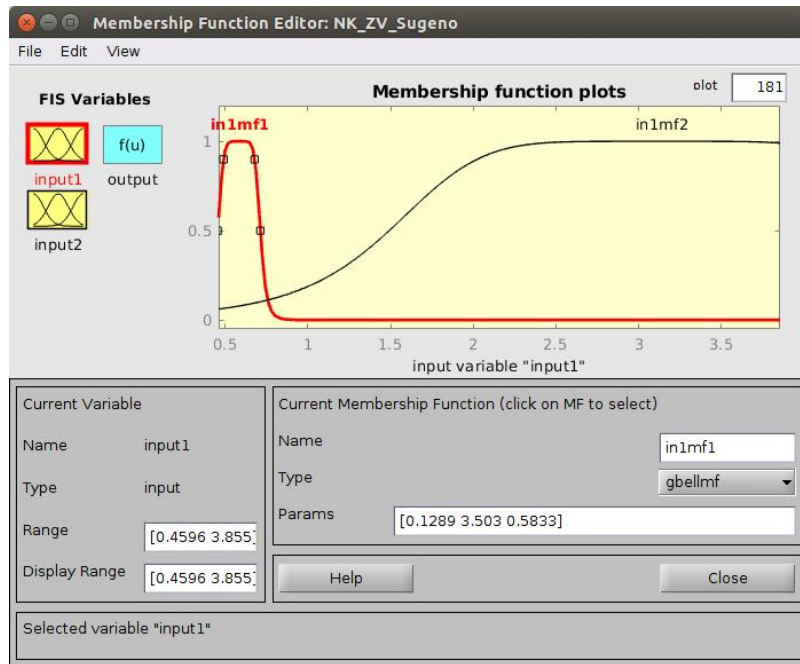 Membership Function Editor: NK_ZV_Sugeno
File Edit View
FIS Variables
f(u)
input1 output
input2
Membership function plots
plot 181
in1mf1 in1mf2
1
0.5
0
0.5 1 1.5 2 2.5 3 3.5
input variable "input1"
Current Variable
Name input1
Type input
Range [0.4596 3.855]
Display Range [0.4596 3.855]
Current Membership Function (click on MF to select)
Name in1mf1
Type gbellmf
Params [0.1289 3.503 0.5833]
Help Close
Selected variable "input1"